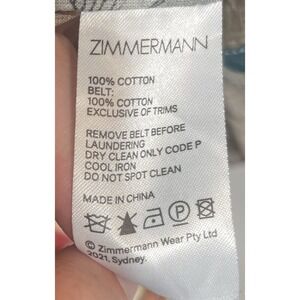 ZIMMERMANN
100% COTTON
BELT:
100% COTTON
EXCLUSIVE OF TRIMS
REMOVE BELT BEFORE
LAUNDERING
DRY CLEAN ONLY CODE P
COOL IRON
DO NOT SPOT CLEAN
MADE IN CHINA
P
© Zimmermann Wear Pty Ltd
2021. Sydney.